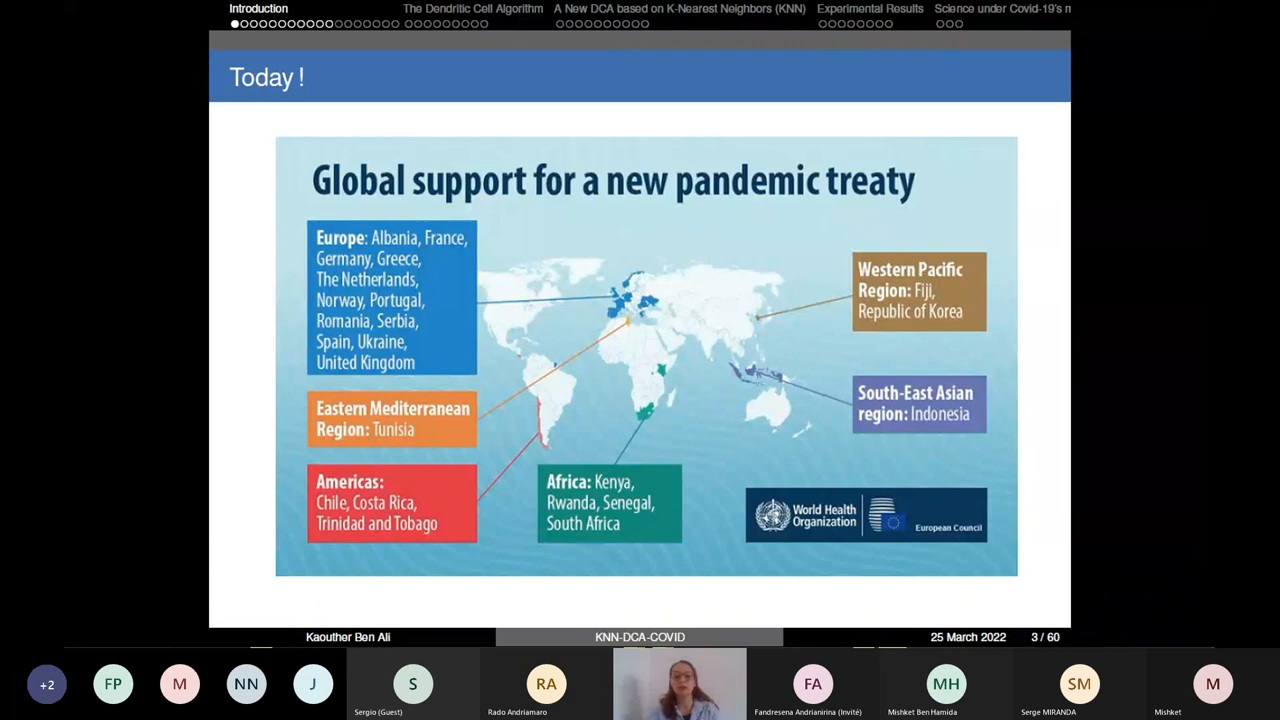 Introduction
The Dendritic Cell Algorithm
A New DCA based on K-Nearest Neighbors (KNN)
Experimental Results
Science under Covid-19's
Today !
Global support for a new pandemic treaty
Europe: Albania, France,
Germany, Greece,
The Netherlands,
Norway, Portugal,
Romania, Serbia,
Spain, Ukraine,
United Kingdom
Western Pacific
Region: Fiji,
Republic of Korea
Eastern Mediterranean
Region: Tunisia
South-East Asian
region: Indonesia
Americas:
Chile, Costa Rica,
Trinidad and Tobago
Africa: Kenya,
Rwanda, Senegal,
South Africa
World Health
Organization
European Council
Kaouther Ben Ali
KNN-DCA-COVID
25 March 2022
3 / 60
+2
FP
M
NN
J
S
RA
FA
MH
SM
M
Sergio (Guest)
Rado Andriamaro
Fandresena Andrianirina (Invité)
Mishket Ben Hamida
Serge MIRANDA
Mishket